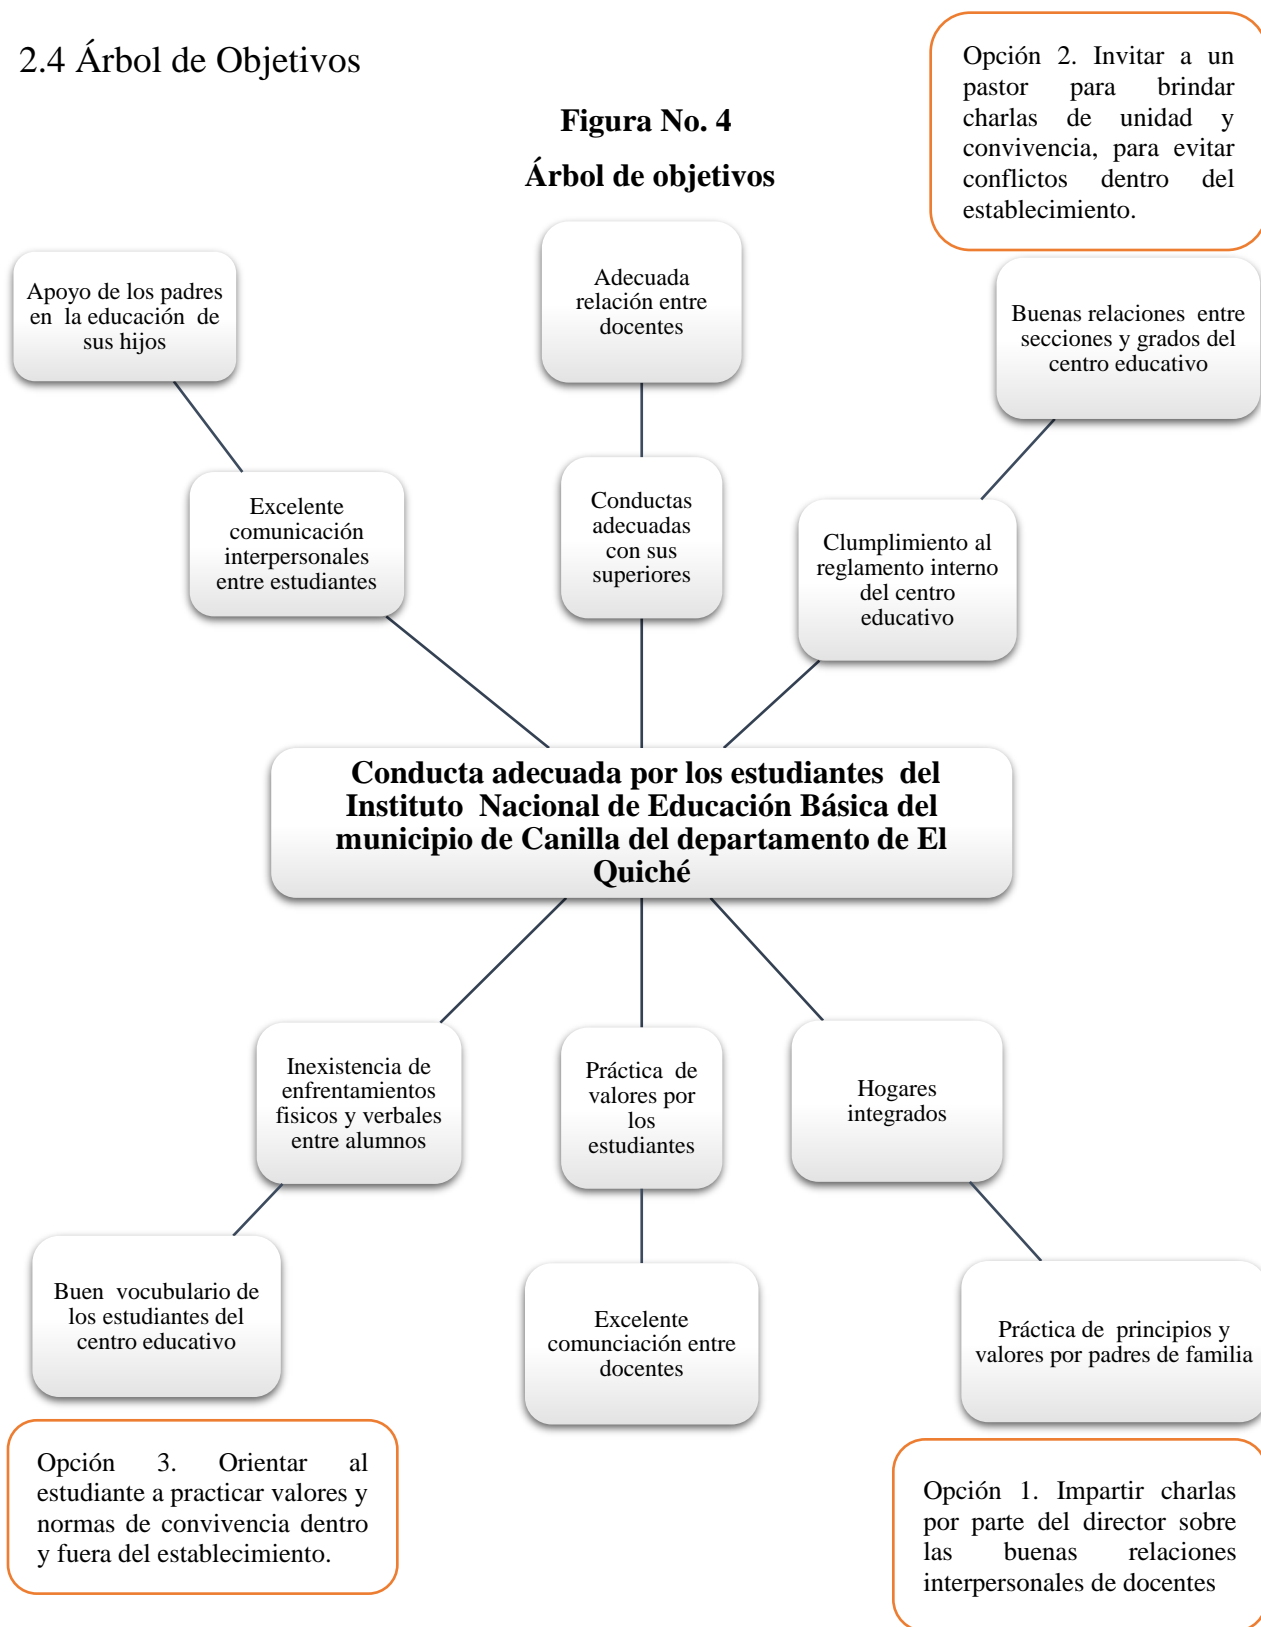 2.4 Árbol de Objetivos
Opción 2. Invitar a un
pastor para brindar
charlas de unidad y
convivencia, para evitar
conflictos dentro del
establecimiento.
Figura No. 4
Árbol de objetivos
Apoyo de los padres
en la educación de
sus hijos
Adecuada
relación entre
docentes
Buenas relaciones entre
secciones y grados del
centro educativo
Excelente
comunicación
interpersonales
entre estudiantes
Conductas
adecuadas
con sus
superiores
Clumplimiento al
reglamento interno
del centro
educativo
Conducta adecuada por los estudiantes del
Instituto Nacional de Educación Básica del
municipio de Canilla del departamento de El
Quiché
Inexistencia de
enfrentamientos
fisicos y verbales
entre alumnos
Práctica de
valores por
los
estudiantes
Hogares
integrados
Buen vocubulario de
los estudiantes del
centro educativo
Excelente
comunciación entre
docentes
Práctica de principios y
valores por padres de familia
Opción 3. Orientar al
estudiante a practicar valores y
normas de convivencia dentro
y fuera del establecimiento.
Opción 1. Impartir charlas
por parte del director sobre
las buenas relaciones
interpersonales de docentes